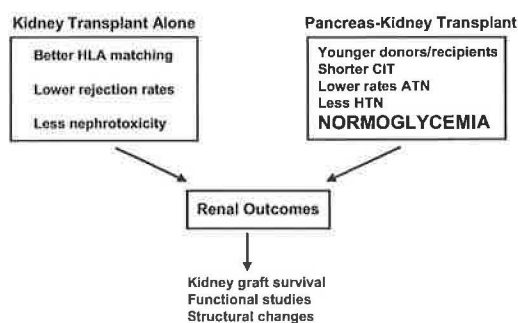 Kidney Transplant Alone
Better HLA matching
Lower rejection rates
Less nephrotoxicity
Pancreas-Kidney Transplant
Younger donors/recipients
Shorter CIT
Lower rates ATN
Less HTN
NORMOGLYCEMIA
Renal Outcomes
Kidney graft survival
Functional studies
Structural changes